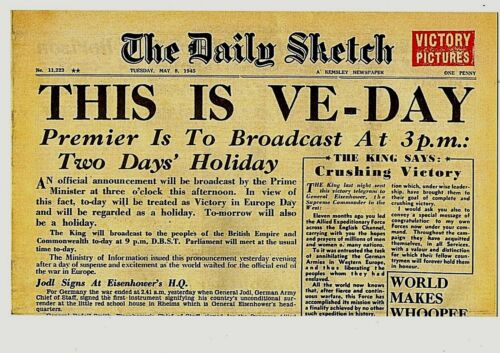 The Daily Sketch
VICTORY
PICTURES
No. 11,223 ★★
TUESDAY, MAY 8, 1945
A KEMSLEY NEWSPAPER
ONE PENNY
THIS IS VE-DAY
Premier Is To Broadcast At 3 p.m.:
Two Days' Holiday
AN official announcement will be broadcast by the Prime
Minister at three o'clock this afternoon. In view
of this fact, to-day will be treated as Victory in Europe Day
and will be regarded as a holiday. To-morrow will also
be a holiday.
The King will broadcast to the peoples of the British Empire and
Commonwealth to-day at 9 p.m, D.B.S.T. Parliament will meet at the usual
time to-day.
The Ministry of Information issued this pronouncement yesterday evening
after a day of suspense and excitement as the world waited for the official end of
the war in Europe.
Jodl Signs At Eisenhower's H.Q.
For Germany the war ended at 2.41 a.m. yesterday when General Jodl, German Army
Chief of Staff, signed the first instrument signifying his country's unconditional sur-
render at the little red school house in Rheims which is General Eisenhower's head-
quarters.
★ THE KING SAYS: ★
Crushing Victory
THE King last night sent
this victory telegram to
General Eisenhower, the
Supreme Commander in the
West:
Eleven months ago you led
the Allied Expeditionary Force
across the English Channel,
carrying with you the hopes
and prayers of millions of men
and women of many nations.
To it was entrusted the task
of annihilating the German
Armies in Western Europe,
and thus liberating the
peoples whom they had
enslaved.
All the world now knows
that, after fierce and conti-
nuous warfare, this Force has
accomplished its mission with
a finality achieved by no other
such expedition in history.
tion which, under wise leader-
ship, have brought them to
their goal of complete and
crushing victory.
I would ask you also to
convey a special message of
congratulation to my own
Forces now under your com-
mand. Throughout the cam-
paign they have acquitted
themselves, in all Services,
with a valour and distinction
for which their fellow country-
men will forever hold them
in honour.
WORLD
MAKES
WHOOPEE